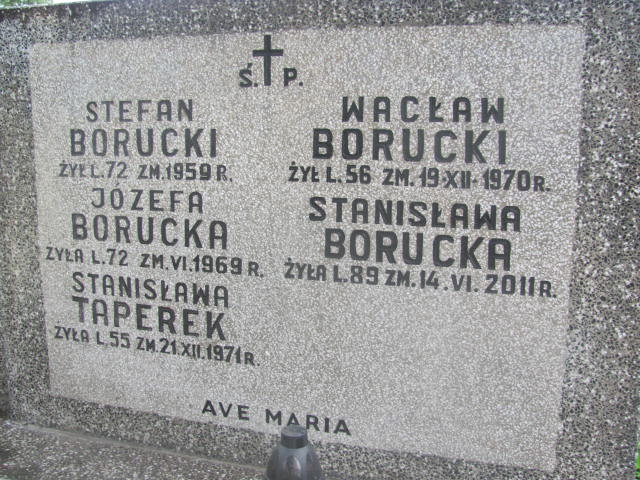 Ś. P.
STEFAN
BORUCKI
ŻYŁ L. 72 ZM. 1959 R.
JÓZEFA
BORUCKA
ŻYŁA L. 72 ZM. VI. 1969 R.
STANISŁAWA
TAPEREK
ŻYŁA L. 55 ZM. 21. XII. 1971 R.
WACŁAW
BORUCKI
ŻYŁ L. 56 ZM. 19-XII-1970 R.
STANISŁAWA
BORUCKA
ŻYŁA L. 89 ZM. 14. VI. 2011 R.
AVE MARIA